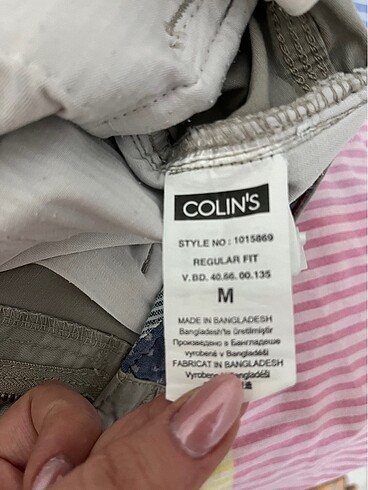 COLIN'S
STYLE NO : 1015869
REGULAR FIT
V.BD. 40.66. 00.135
M
MADE IN BANGLADESH
Bangladesh'te üretilmiştir
Произведено в Бангладеше
vyrobené v Bangladéši
FABRICAT IN BANGLADESH
Vyrobeno